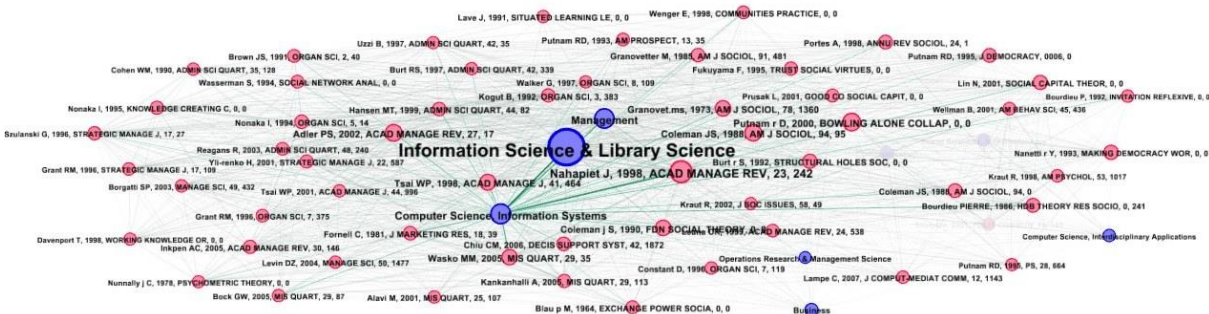 Lave J, 1991, SITUATED LEARNING LE, 0, 0
Wenger E, 1998, COMMUNITIES PRACTICE, 0, 0
Uzzi B, 1997, ADMIN SCI QUART, 42, 35
Putnam RD, 1993, AM PROSPECT, 13, 35
Portes A, 1998, ANNU REV SOCIOL, 24, 1
Brown JS, 1991, ORGAN SCI, 2, 40
Granovetter M, 1985, AM J SOCIOL, 91, 481
Putnam RD, 1995, J DEMOCRACY, 0006, 0
Cohen WM, 1990, ADMIN SCI QUART, 35, 128
Burt RS, 1997, ADMIN SCI QUART, 42, 339
Fukuyama F, 1995, TRUST SOCIAL VIRTUES, 0, 0
Wasserman S, 1994, SOCIAL NETWORK ANAL, 0, 0
Walker G, 1997, ORGAN SCI, 8, 109
Lin N, 2001, SOCIAL CAPITAL THEOR, 0, 0
Kogut B, 1992, ORGAN SCI, 3, 383
Prusak L, 2001, GOOD CO SOCIAL CAPIT, 0, 0
Bourdieu P, 1992, INVITATION REFLEXIVE, 0, 0
Nonaka I, 1995, KNOWLEDGE CREATING C, 0, 0
Hansen MT, 1999, ADMIN SCI QUART, 44, 82
Granovet.ms, 1973, AM J SOCIOL, 78, 1360
Wellman B, 2001, AM BEHAV SCI, 45, 436
Nonaka I, 1994, ORGAN SCI, 5, 14
Management
Putnam r D, 2000, BOWLING ALONE COLLAP, 0, 0
Szulanski G, 1996, STRATEGIC MANAGE J, 17, 27
Adler PS, 2002, ACAD MANAGE REV, 27, 17
Coleman JS, 1988, AM J SOCIOL, 94, 95
Reagans R, 2003, ADMIN SCI QUART, 48, 240
Information Science & Library Science
Nanetti r Y, 1993, MAKING DEMOCRACY WOR, 0, 0
Yli-renko H, 2001, STRATEGIC MANAGE J, 22, 587
Burt r S, 1992, STRUCTURAL HOLES SOC, 0, 0
Grant RM, 1996, STRATEGIC MANAGE J, 17, 109
Nahapiet J, 1998, ACAD MANAGE REV, 23, 242
Kraut R, 1998, AM PSYCHOL, 53, 1017
Borgatti SP, 2003, MANAGE SCI, 49, 432
Tsai WP, 2001, ACAD MANAGE J, 44, 996
Tsai WP, 1998, ACAD MANAGE J, 41, 464
Coleman JS, 1988, AM J SOCIOL, 94, 0
Kraut R, 2002, J SOC ISSUES, 58, 49
Bourdieu PIERRE, 1986, HDB THEORY RES SOCIO, 0, 241
Grant RM, 1996, ORGAN SCI, 7, 375
Computer Science, Information Systems
Davenport T, 1998, WORKING KNOWLEDGE OR, 0, 0
Fornell C, 1981, J MARKETING RES, 18, 39
Coleman j S, 1990, FDN SOCIAL THEORY, 0, 0
ACAD MANAGE REV, 24, 538
Computer Science, Interdisciplinary Applications
Inkpen AC, 2005, ACAD MANAGE REV, 30, 146
Chiu CM, 2006, DECIS SUPPORT SYST, 42, 1872
Wasko MM, 2005, MIS QUART, 29, 35
Operations Research & Management Science
Levin DZ, 2004, MANAGE SCI, 50, 1477
Constant D, 1996, ORGAN SCI, 7, 119
Putnam RD, 1995, PS, 28, 664
Nunnally j C, 1978, PSYCHOMETRIC THEORY, 0, 0
Kankanhalli A, 2005, MIS QUART, 29, 113
Lampe C, 2007, J COMPUT-MEDIAT COMM, 12, 1143
Bock GW, 2005, MIS QUART, 29, 87
Alavi M, 2001, MIS QUART, 25, 107
Blau p M, 1964, EXCHANGE POWER SOCIA, 0, 0
Business